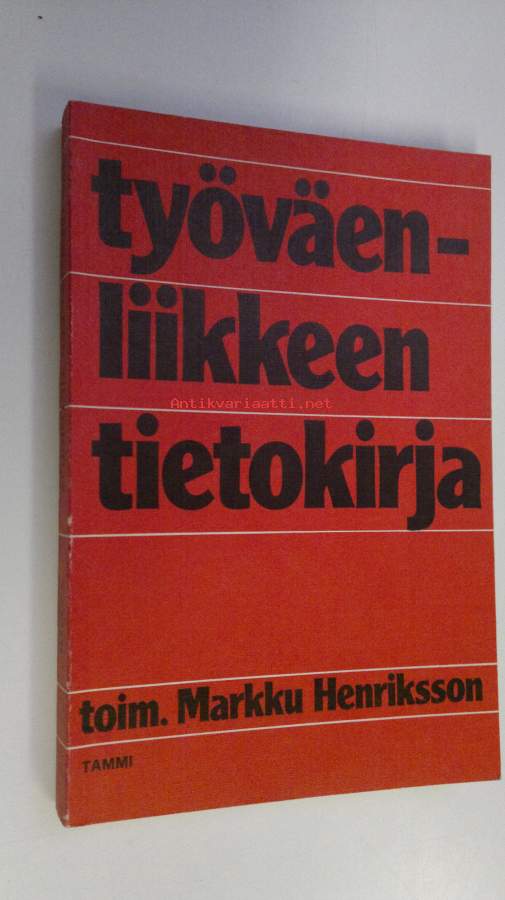 työväen-
liikkeen
Antikvariaatti.net
tietokirja
toim. Markku Henriksson
TAMMI